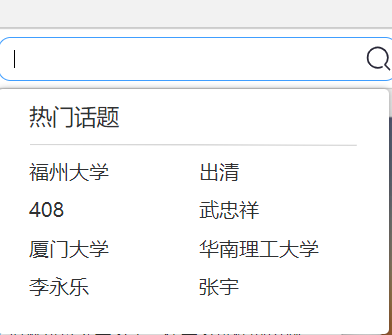 热门话题
福州大学 出清
408 武忠祥
厦门大学 华南理工大学
李永乐 张宇